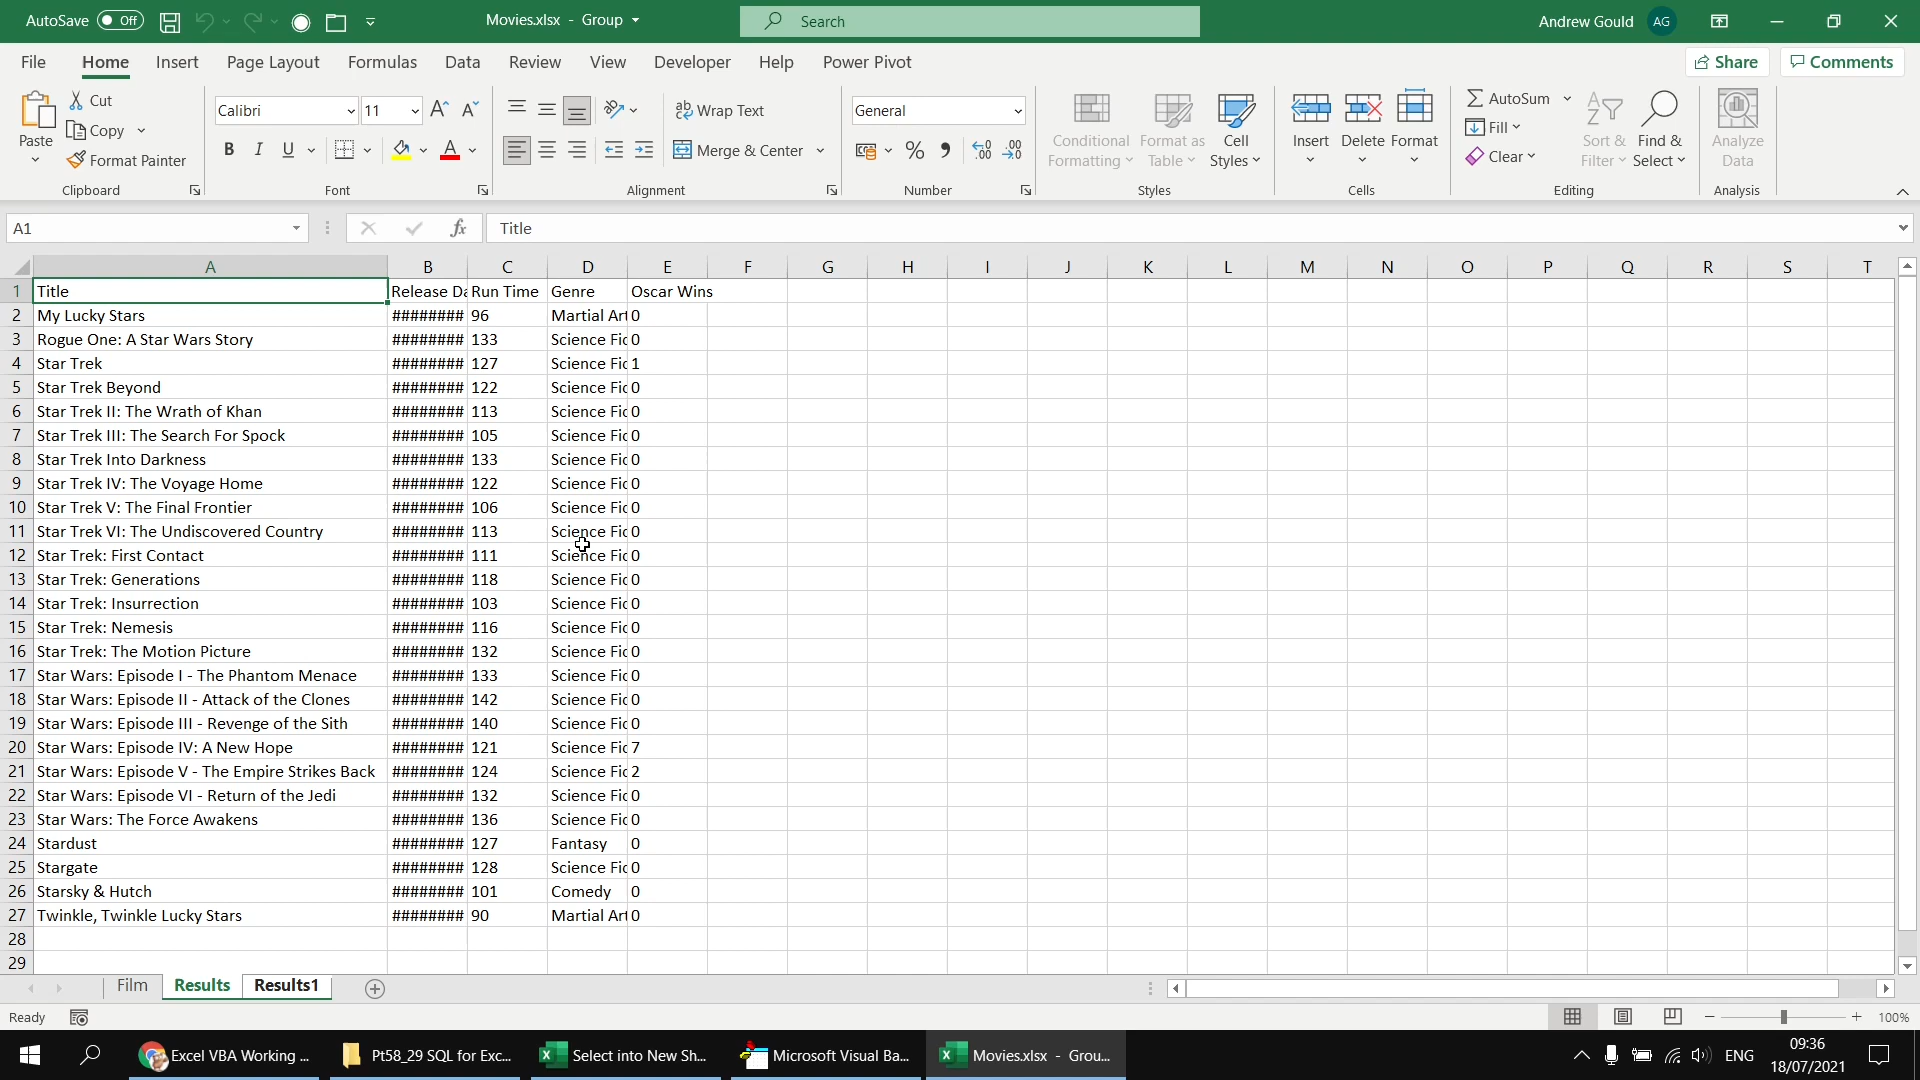 AutoSave Off Movies.xlsx - Group Search Andrew Gould AG
File Home Insert Page Layout Formulas Data Review View Developer Help Power Pivot Share Comments
Cut Calibri 11 Wrap Text General AutoSum
Copy Fill
Paste Format Painter B I U Merge & Center % Conditional Formatting Format as Table Cell Styles Insert Delete Format Clear Sort & Filter Find & Select Analyze Data
Clipboard Font Alignment Number Styles Cells Editing Analysis
A1 fx Title
A B C D E F G H I J K L M N O P Q R S T
1 Title Release Da Run Time Genre Oscar Wins
2 My Lucky Stars ######## 96 Martial Art 0
3 Rogue One: A Star Wars Story ######## 133 Science Fic 0
4 Star Trek ######## 127 Science Fic 1
5 Star Trek Beyond ######## 122 Science Fic 0
6 Star Trek II: The Wrath of Khan ######## 113 Science Fic 0
7 Star Trek III: The Search For Spock ######## 105 Science Fic 0
8 Star Trek Into Darkness ######## 133 Science Fic 0
9 Star Trek IV: The Voyage Home ######## 122 Science Fic 0
10 Star Trek V: The Final Frontier ######## 106 Science Fic 0
11 Star Trek VI: The Undiscovered Country ######## 113 Science Fic 0
12 Star Trek: First Contact ######## 111 Science Fic 0
13 Star Trek: Generations ######## 118 Science Fic 0
14 Star Trek: Insurrection ######## 103 Science Fic 0
15 Star Trek: Nemesis ######## 116 Science Fic 0
16 Star Trek: The Motion Picture ######## 132 Science Fic 0
17 Star Wars: Episode I - The Phantom Menace ######## 133 Science Fic 0
18 Star Wars: Episode II - Attack of the Clones ######## 142 Science Fic 0
19 Star Wars: Episode III - Revenge of the Sith ######## 140 Science Fic 0
20 Star Wars: Episode IV: A New Hope ######## 121 Science Fic 7
21 Star Wars: Episode V - The Empire Strikes Back ######## 124 Science Fic 2
22 Star Wars: Episode VI - Return of the Jedi ######## 132 Science Fic 0
23 Star Wars: The Force Awakens ######## 136 Science Fic 0
24 Stardust ######## 127 Fantasy 0
25 Stargate ######## 128 Science Fic 0
26 Starsky & Hutch ######## 101 Comedy 0
27 Twinkle, Twinkle Lucky Stars ######## 90 Martial Art 0
28
29
Film Results Results1
Ready 100%
Excel VBA Working ... Pt58_29 SQL for Exc... Select into New Sh... Microsoft Visual Ba... Movies.xlsx - Grou... ENG 09:36
18/07/2021